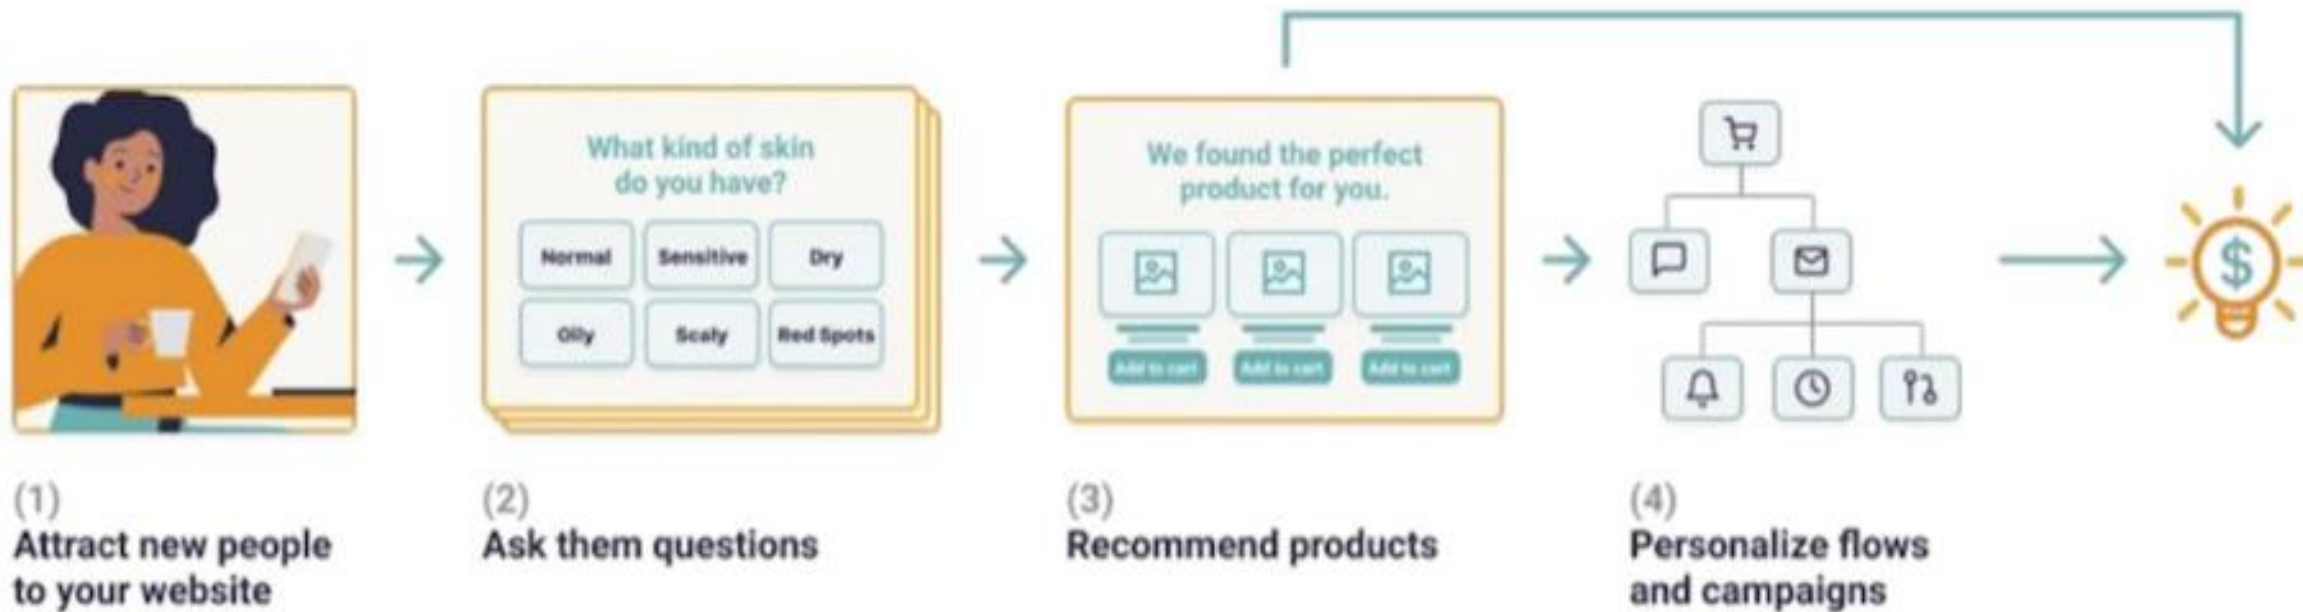 What kind of skin
do you have?
Normal Sensitive Dry
Oily Scaly Red Spots
We found the perfect
product for you.
Add to cart Add to cart Add to cart
$
(1)
Attract new people
to your website
(2)
Ask them questions
(3)
Recommend products
(4)
Personalize flows
and campaigns